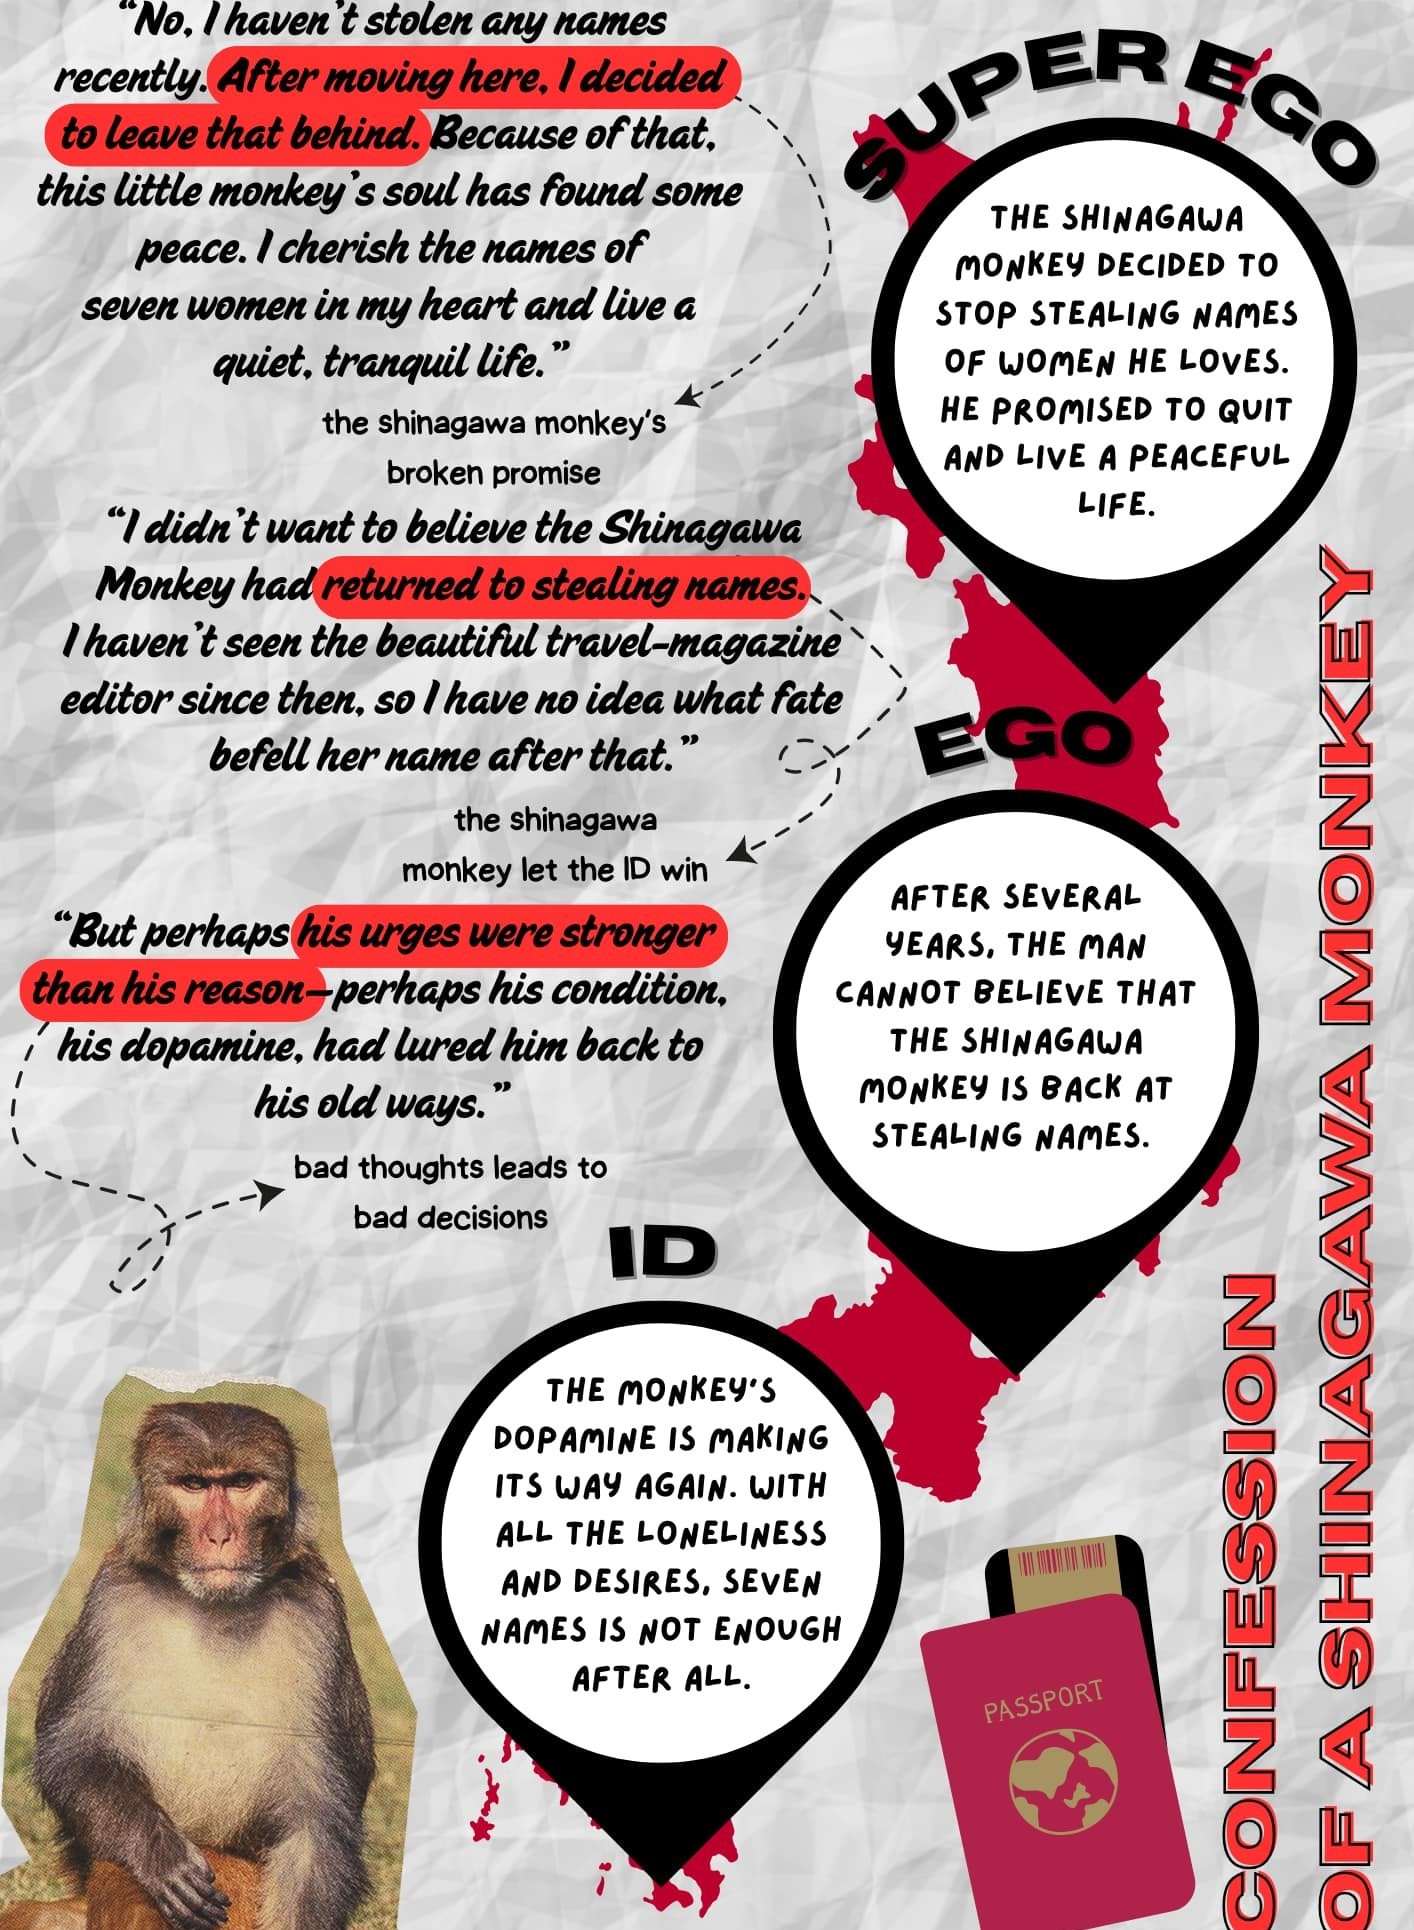 “No, I haven’t stolen any names
recently. After moving here, I decided
to leave that behind. Because of that,
this little monkey’s soul has found some
peace. I cherish the names of
seven women in my heart and live a
quiet, tranquil life.”
the shinagawa monkey’s
broken promise
“I didn’t want to believe the Shinagawa
Monkey had returned to stealing names.
I haven’t seen the beautiful travel-magazine
editor since then, so I have no idea what fate
befell her name after that.”
the shinagawa
monkey let the ID win
“But perhaps his urges were stronger
than his reason—perhaps his condition,
his dopamine, had lured him back to
his old ways.”
bad thoughts leads to
bad decisions
SUPER EGO
THE SHINAGAWA
MONKEY DECIDED TO
STOP STEALING NAMES
OF WOMEN HE LOVES.
HE PROMISED TO QUIT
AND LIVE A PEACEFUL
LIFE.
EGO
AFTER SEVERAL
YEARS, THE MAN
CANNOT BELIEVE THAT
THE SHINAGAWA
MONKEY IS BACK AT
STEALING NAMES.
ID
THE MONKEY’S
DOPAMINE IS MAKING
ITS WAY AGAIN. WITH
ALL THE LONELINESS
AND DESIRES, SEVEN
NAMES IS NOT ENOUGH
AFTER ALL.
PASSPORT
CONFESSION
OF A SHINAGAWA MONKEY